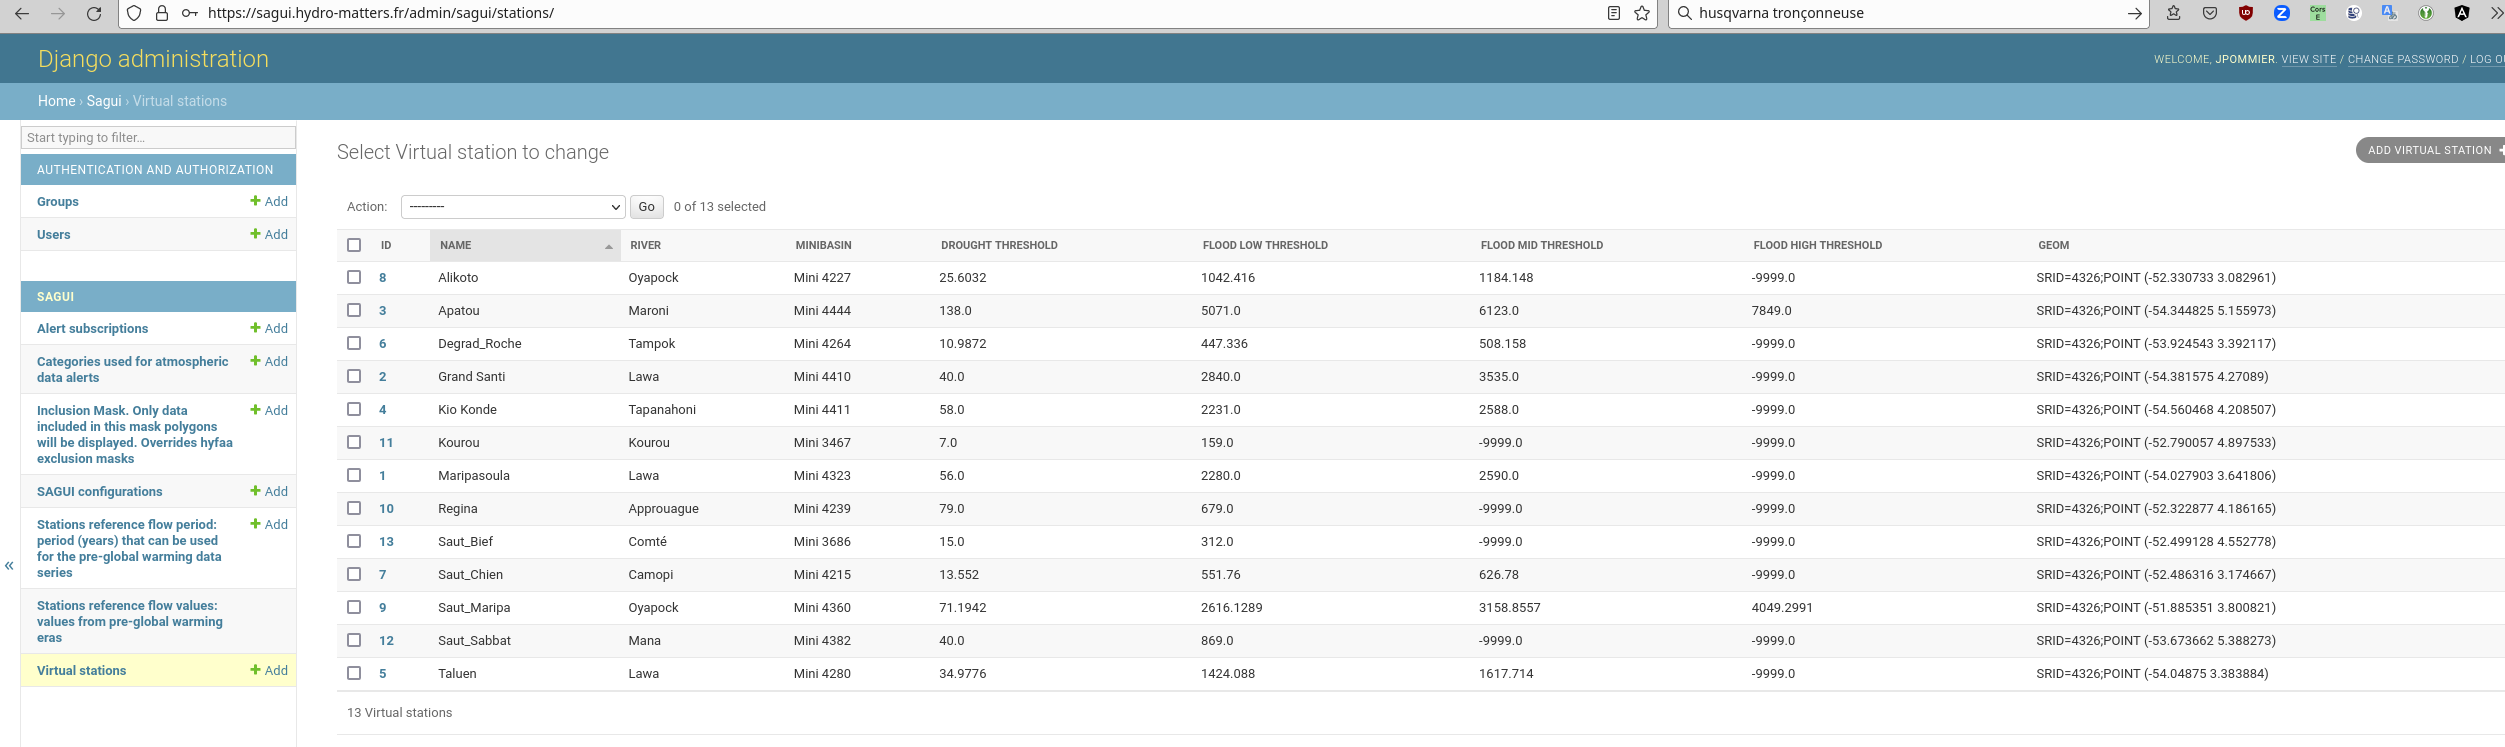 https://sagui.hydro-matters.fr/admin/sagui/stations/ husqvarna tronçonneuse
Django administration
WELCOME, JPOMMIER. VIEW SITE / CHANGE PASSWORD / LOG
Home › Sagui › Virtual stations
Start typing to filter...
AUTHENTICATION AND AUTHORIZATION
Groups + Add
Users + Add
SAGUI
Alert subscriptions + Add
Categories used for atmospheric + Add
data alerts
Inclusion Mask. Only data + Add
included in this mask polygons
will be displayed. Overrides hyfaa
exclusion masks
SAGUI configurations + Add
Stations reference flow period: + Add
period (years) that can be used
for the pre-global warming data
series
Stations reference flow values:
values from pre-global warming
eras
Virtual stations + Add
«
Select Virtual station to change
ADD VIRTUAL STATION +
Action: --------- Go 0 of 13 selected
ID NAME RIVER MINIBASIN DROUGHT THRESHOLD FLOOD LOW THRESHOLD FLOOD MID THRESHOLD FLOOD HIGH THRESHOLD GEOM
8 Alikoto Oyapock Mini 4227 25.6032 1042.416 1184.148 -9999.0 SRID=4326;POINT (-52.330733 3.082961)
3 Apatou Maroni Mini 4444 138.0 5071.0 6123.0 7849.0 SRID=4326;POINT (-54.344825 5.155973)
6 Degrad_Roche Tampok Mini 4264 10.9872 447.336 508.158 -9999.0 SRID=4326;POINT (-53.924543 3.392117)
2 Grand Santi Lawa Mini 4410 40.0 2840.0 3535.0 -9999.0 SRID=4326;POINT (-54.381575 4.27089)
4 Kio Konde Tapanahoni Mini 4411 58.0 2231.0 2588.0 -9999.0 SRID=4326;POINT (-54.560468 4.208507)
11 Kourou Kourou Mini 3467 7.0 159.0 -9999.0 -9999.0 SRID=4326;POINT (-52.790057 4.897533)
1 Maripasoula Lawa Mini 4323 56.0 2280.0 2590.0 -9999.0 SRID=4326;POINT (-54.027903 3.641806)
10 Regina Approuague Mini 4239 79.0 679.0 -9999.0 -9999.0 SRID=4326;POINT (-52.322877 4.186165)
13 Saut_Bief Comté Mini 3686 15.0 312.0 -9999.0 -9999.0 SRID=4326;POINT (-52.499128 4.552778)
7 Saut_Chien Camopi Mini 4215 13.552 551.76 626.78 -9999.0 SRID=4326;POINT (-52.486316 3.174667)
9 Saut_Maripa Oyapock Mini 4360 71.1942 2616.1289 3158.8557 4049.2991 SRID=4326;POINT (-51.885351 3.800821)
12 Saut_Sabbat Mana Mini 4382 40.0 869.0 -9999.0 -9999.0 SRID=4326;POINT (-53.673662 5.388273)
5 Taluen Lawa Mini 4280 34.9776 1424.088 1617.714 -9999.0 SRID=4326;POINT (-54.04875 3.383884)
13 Virtual stations